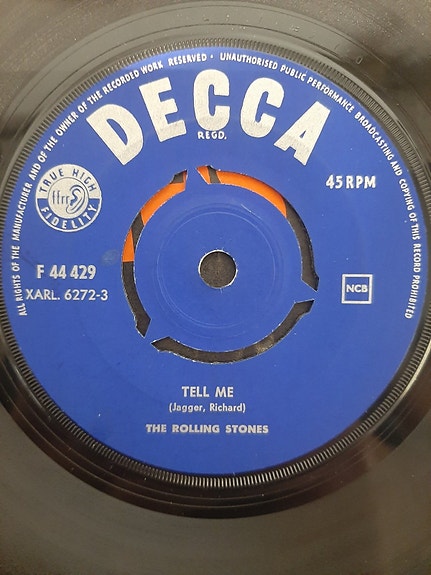 ALL RIGHTS OF THE MANUFACTURER AND OF THE OWNER OF THE RECORDED WORK RESERVED · UNAUTHORISED PUBLIC PERFORMANCE BROADCASTING AND COPYING OF THIS RECORD PROHIBITED
DECCA
REGD.
TRUE HIGH
ffrr
FIDELITY
45 RPM
F 44 429
XARL. 6272-3
NCB
TELL ME
(Jagger, Richard)
THE ROLLING STONES